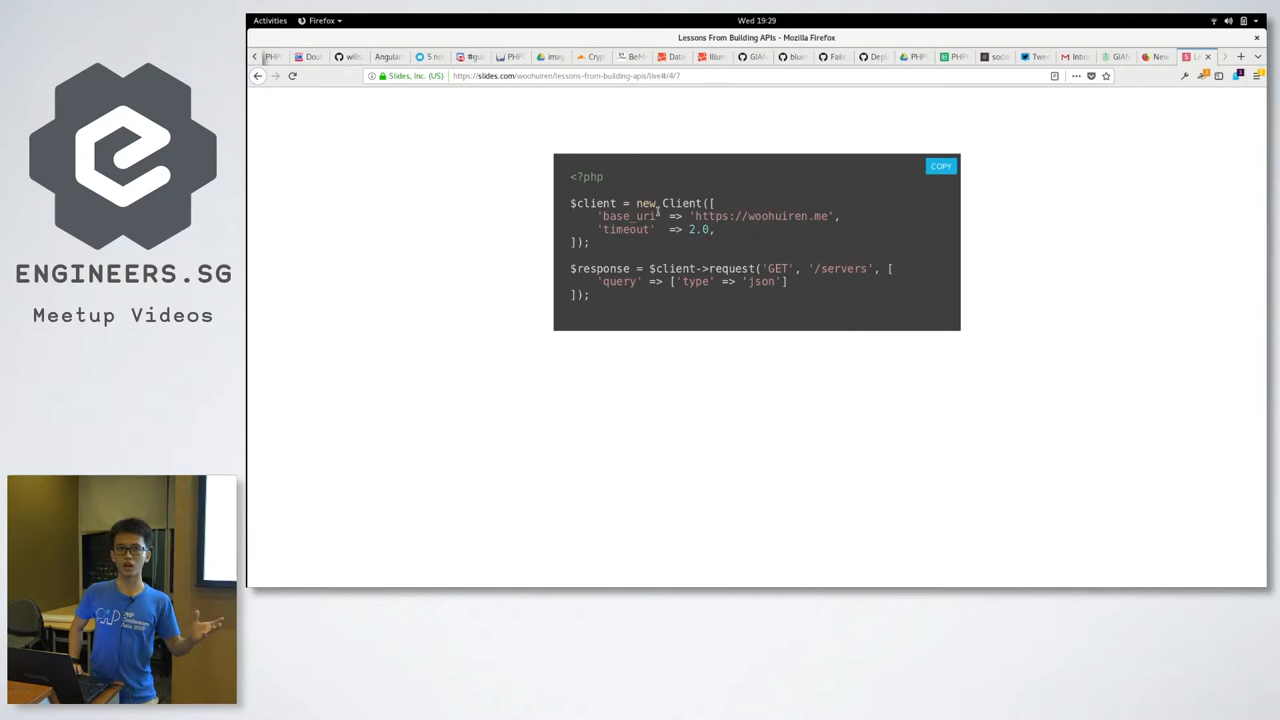 Activities
Firefox
Wed 19:29
Lessons From Building APIs - Mozilla Firefox
Slides, Inc. (US)
https://slides.com/woohuiren/lessons-from-building-apis/live#/4/7
COPY
<?php
$client = new Client([
'base_uri' => 'https://woohuiren.me',
'timeout' => 2.0,
]);
$response = $client->request('GET', '/servers', [
'query' => ['type' => 'json']
]);
ENGINEERS.SG
Meetup Videos